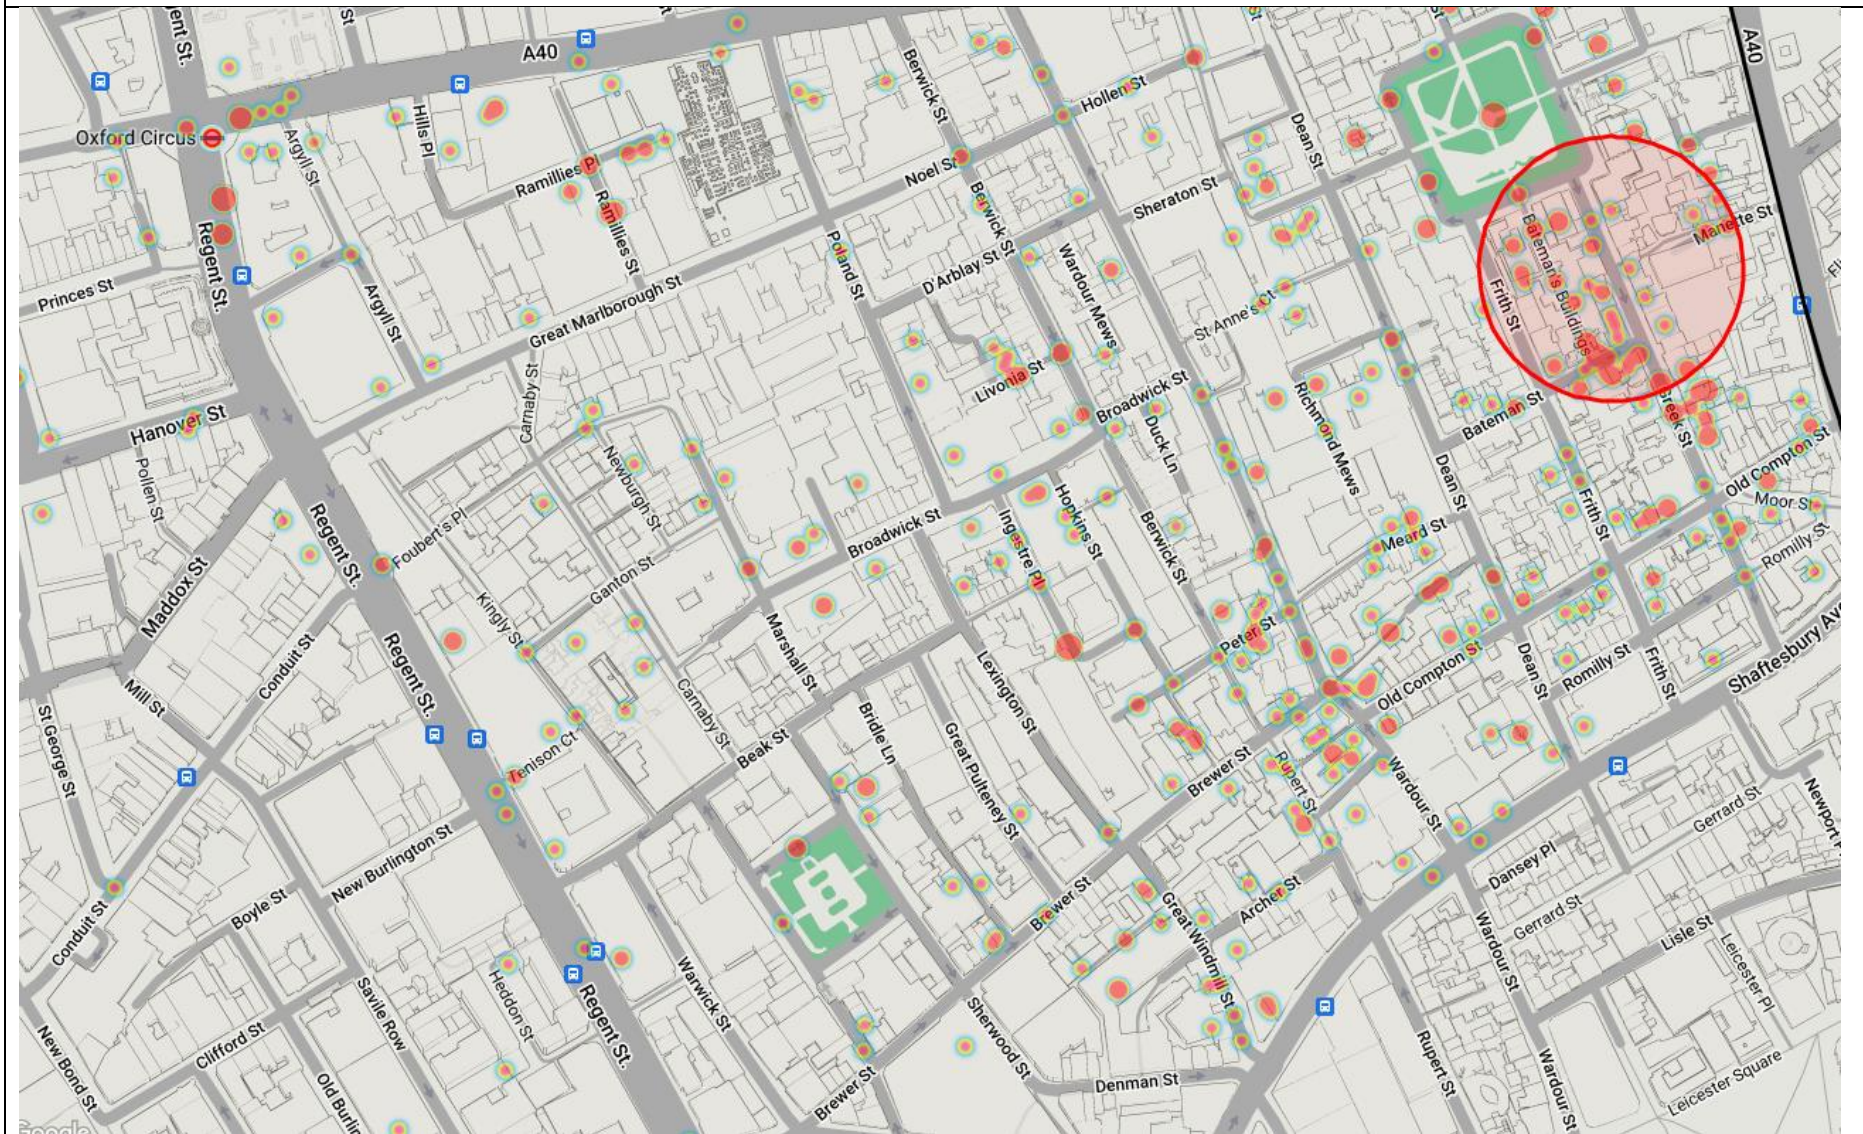 ent St.
St
A40
Berwick St
Hollen St
A40
Oxford Circus
Argyll St
Hills Pl
Ramillies Pl
Ramillies St
Noel St
Berwick St
Dean St
Sheraton St
Manette St
Regent St.
Princes St
Argyll St
Great Marlborough St
Poland St
D'Arblay St
Wardour Mews
St Anne's Ct
Frith St
Bateman's Buildings
Carnaby St
Livonia St
Broadwick St
Duck Ln
Richmond Mews
Bateman St
Greek St
Hanover St
Pollen St
Newburgh St
Old Compton St
Moor St
Dean St
Frith St
Regent St.
Foubert's Pl
Broadwick St
Ingestre Pl
Hopkins St
Berwick St
Meard St
Romilly St
Maddox St
Ganton St
Kingly St
Marshall St
Peter St
Conduit St
Regent St.
Lexington St
Old Compton St
Dean St
Romilly St
Frith St
Shaftesbury Av
Mill St
Carnaby St
St George St
Tenison Ct
Beak St
Bridle Ln
Great Pulteney St
Brewer St
Rupert St
Wardour St
Gerrard St
Newport
New Burlington St
Dansey Pl
Boyle St
Conduit St
Brewer St
Great Windmill St
Archer St
Wardour St
Gerrard St
Lisle St
Leicester Pl
Heddon St
Savile Row
Warwick St
Regent St.
Clifford St
Sherwood St
New Bond St
Old Burlin
Brewer St
Denman St
Rupert St
Wardour St
Leicester Square
Google